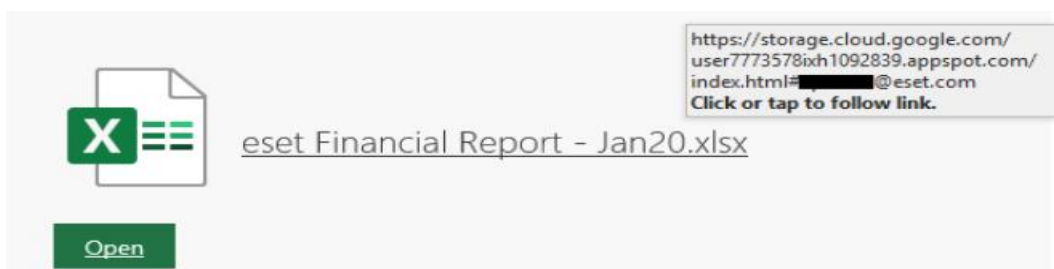 https://storage.cloud.google.com/
user7773578ixh1092839.appspot.com/
index.html#@eset.com
Click or tap to follow link.
X
eset Financial Report - Jan20.xlsx
Open